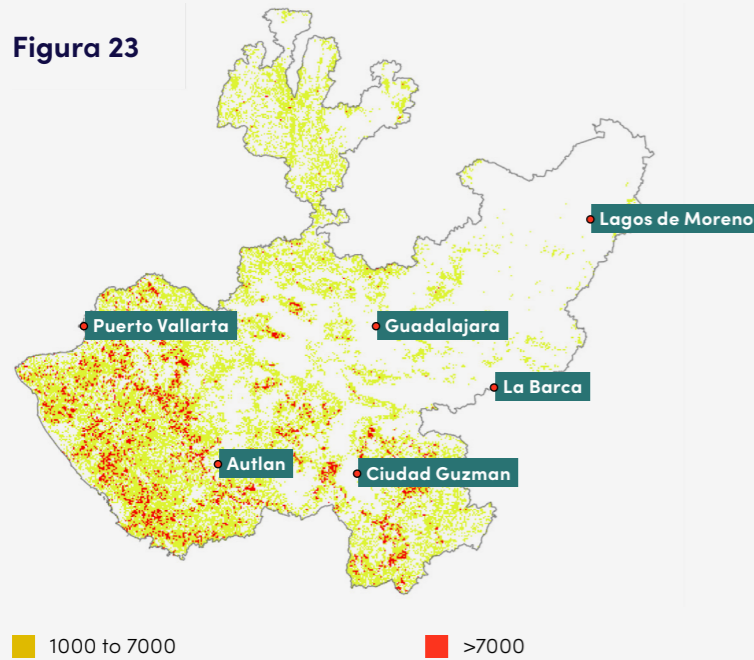 Figura 23
Lagos de Moreno
Puerto Vallarta
Guadalajara
La Barca
Autlan
Ciudad Guzman
1000 to 7000
>7000